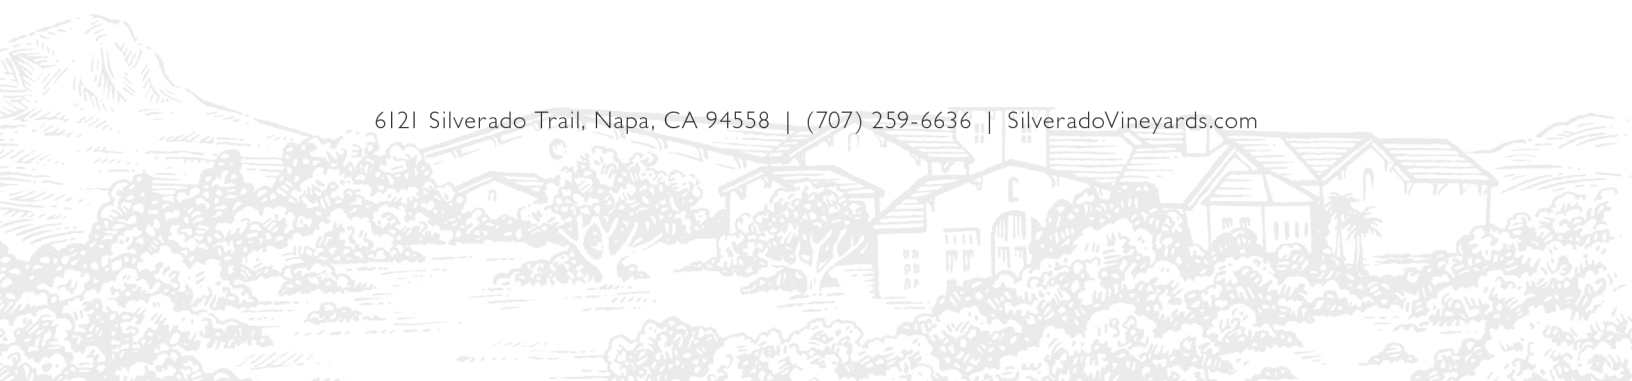 6121 Silverado Trail, Napa, CA 94558 | (707) 259-6636 | SilveradoVineyards.com